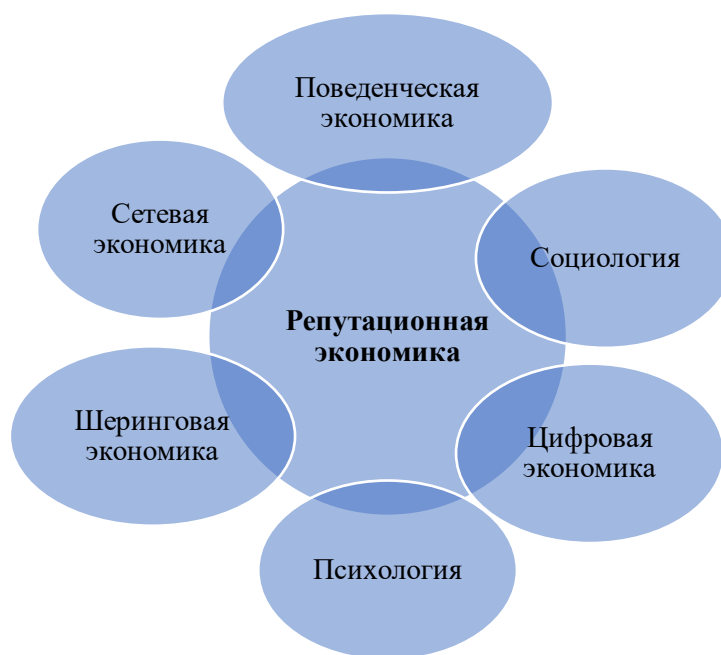 Поведенческая
экономика
Сетевая
экономика
Социология
Репутационная
экономика
Шеринговая
экономика
Цифровая
экономика
Психология